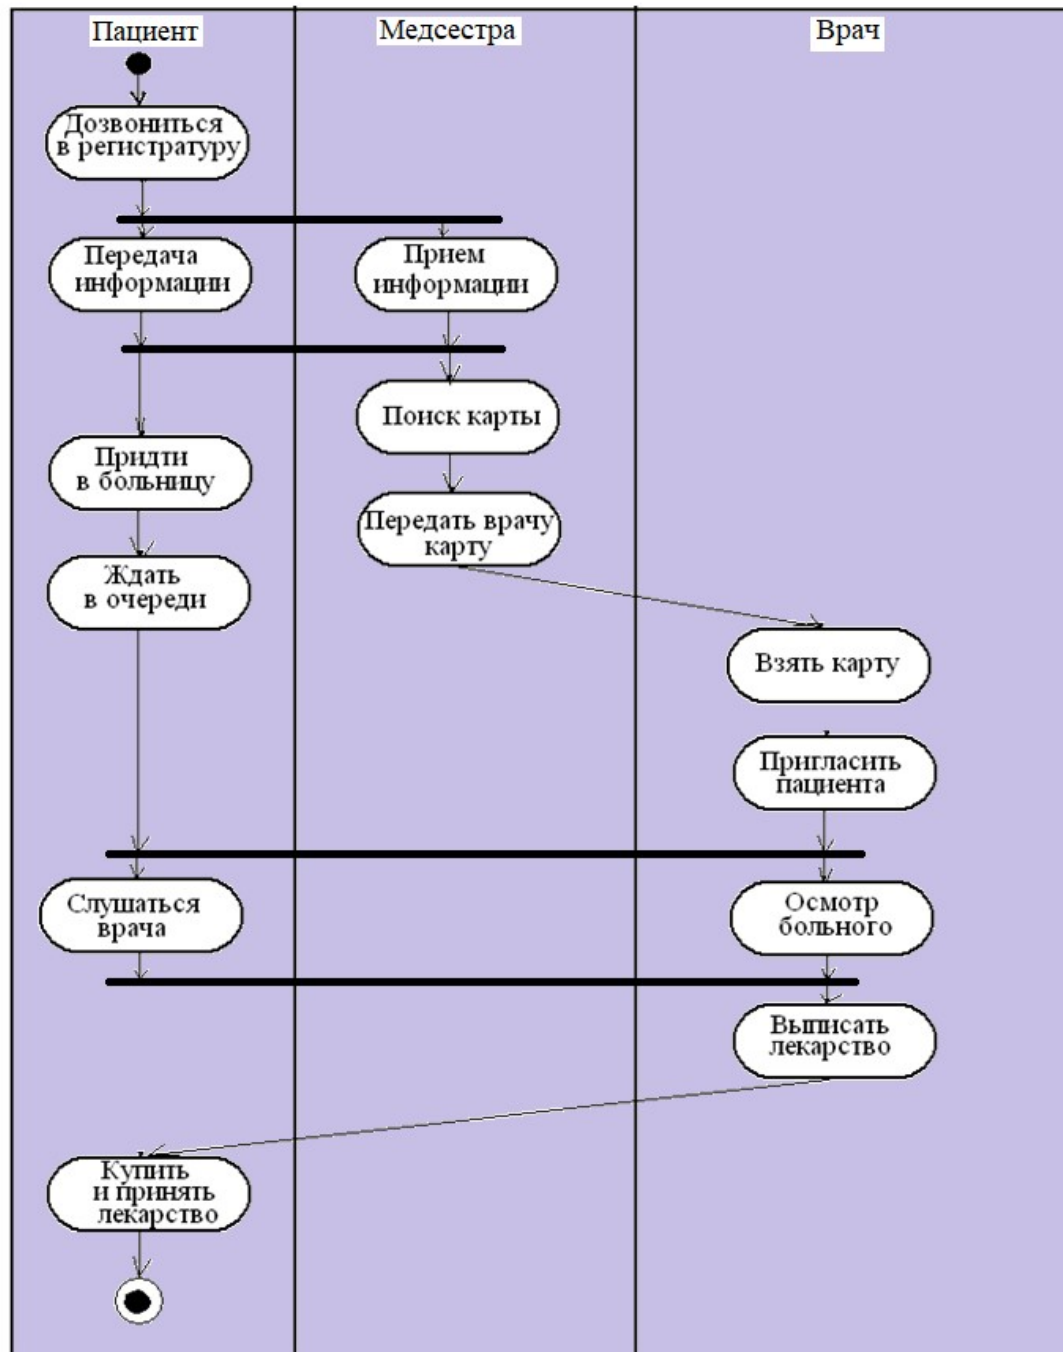 Пациент
Медсестра
Врач
Дозвониться
в регистратуру
Передача
информации
Прием
информации
Поиск карты
Придти
в больницу
Передать врачу
карту
Ждать
в очереди
Взять карту
Пригласить
пациента
Слушаться
врача
Осмотр
больного
Выписать
лекарство
Купить
и принять
лекарство